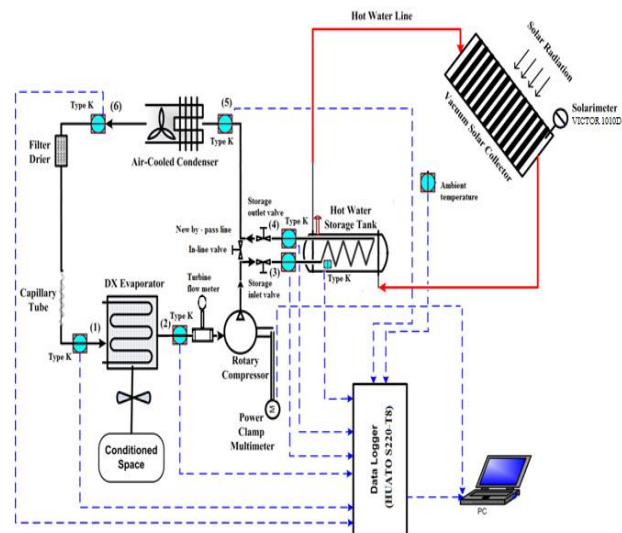 Hot Water Line
Solar Radiation
Solarimeter
VICTOR 1010D
Vacuum Solar Collector
Type K
(6)
(5)
Type K
Air-Cooled Condenser
Filter
Drier
Ambient
temperature
Storage
outlet valve
(4)
Type K
Hot Water
Storage Tank
New by - pass line
In-line valve
(3)
Type K
Storage
inlet valve
Type K
Capillary
Tube
DX Evaporator
Turbine
flow meter
(1)
(2)
Type K
Type K
Rotary
Compressor
M
Power
Clamp
Multimeter
Conditioned
Space
Data Logger
(HUATO S220-T8)
PC